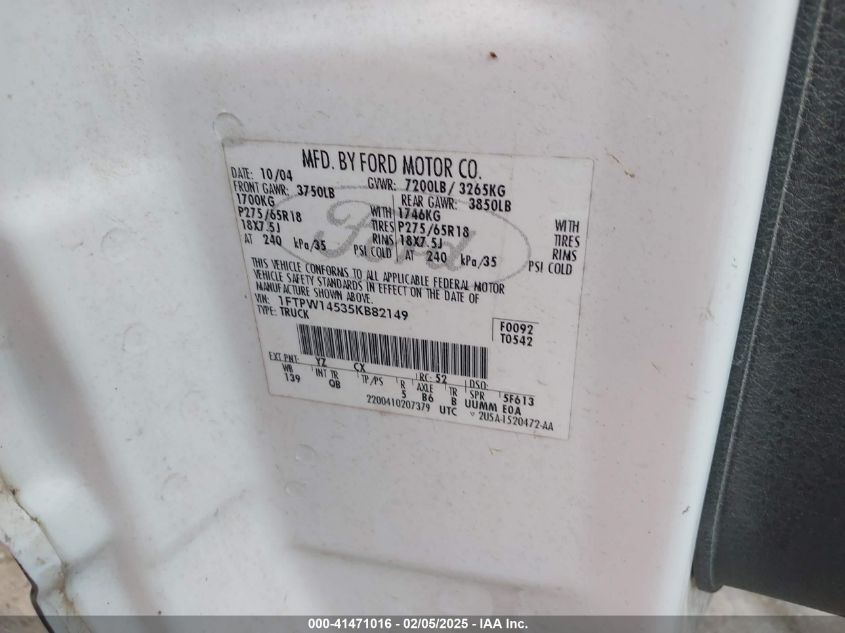 MFD. BY FORD MOTOR CO.
DATE: 10/04 GVWR: 7200LB/ 3265KG
FRONT GAWR: 3750LB REAR GAWR: 3850LB
1700KG WITH 1746KG WITH
P275/65R18 TIRES P275/65R18 TIRES
18X7.5J RIMS 18X7.5J RIMS
AT 240 kPa/35 PSI COLD AT 240 kPa/35 PSI COLD
Ford
THIS VEHICLE CONFORMS TO ALL APPLICABLE FEDERAL MOTOR
VEHICLE SAFETY STANDARDS IN EFFECT ON THE DATE OF
MANUFACTURE SHOWN ABOVE.
VIN: 1FTPW14535KB82149
TYPE: TRUCK
F0092
T0542
EXT PNT: YZ CX RC: 52 DSO:
WB INT TR TP/PS R AXLE TR SPR 5F613
139 QB 5 B6 B UUMM E0A
2200410207379 UTC ▿ 2U5A-1520472-AA
000-41471016 - 02/05/2025 - IAA Inc.